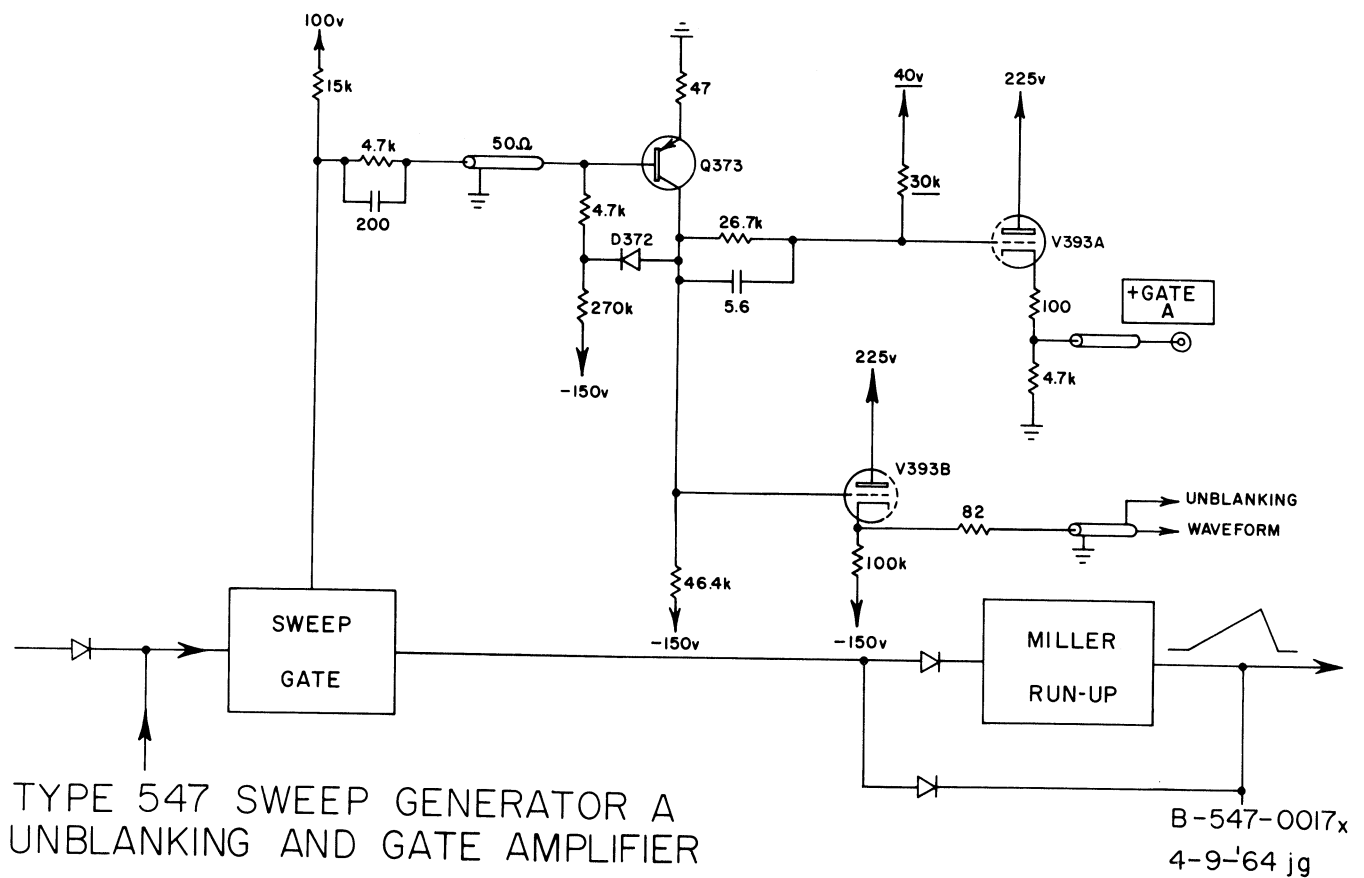 100v
15k
47
40v
225v
4.7k
50Ω
Q373
30k
200
4.7k
D372
26.7k
V393A
5.6
270k
100
+GATE
A
-150v
225v
4.7k
V393B
82
UNBLANKING
WAVEFORM
100k
46.4k
SWEEP
GATE
-150v
-150v
MILLER
RUN-UP
TYPE 547 SWEEP GENERATOR A
UNBLANKING AND GATE AMPLIFIER
B-547-0017x
4-9-'64 jg